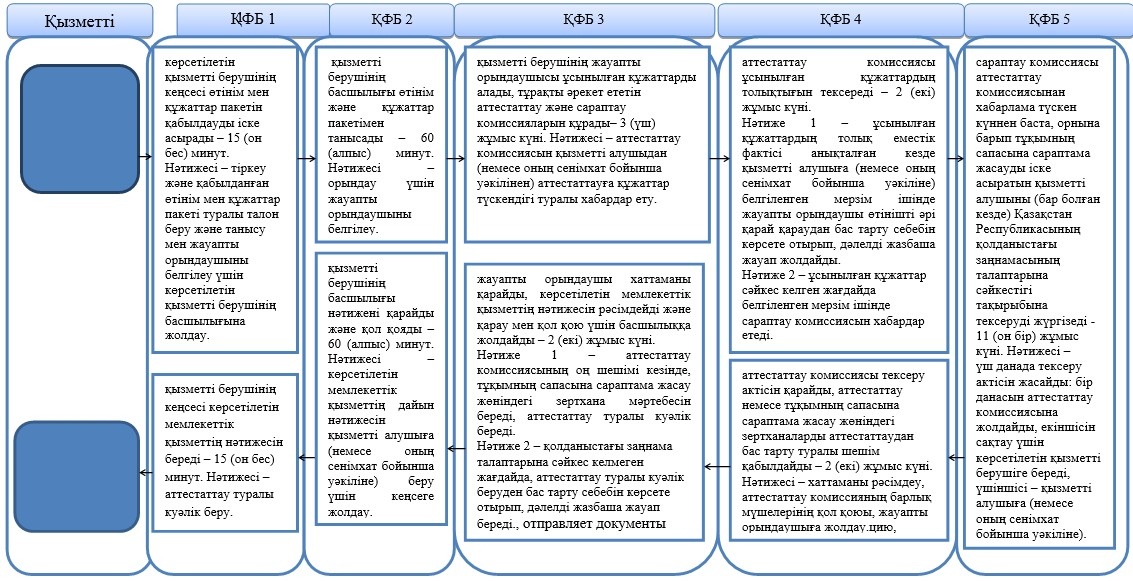 Қызметті
ҚФБ 1
ҚФБ 2
ҚФБ 3
ҚФБ 4
ҚФБ 5
көрсетілетін
қызметті берушінің
кеңсесі өтінім мен
құжаттар пакетін
қабылдауды іске
асырады – 15 (он
бес) минут.
Нәтижесі – тіркеу
және қабылданған
өтінім мен құжаттар
пакеті туралы талон
беру және танысу
мен жауапты
орындаушыны
белгілеу үшін
көрсетілетін
қызметті берушінің
басшылығына
жолдау.
қызметті
берушінің
басшылығы өтінім
және құжаттар
пакетімен
танысады – 60
(алпыс) минут.
Нәтижесі –
орындау үшін
жауапты
орындаушыны
белгілеу.
қызметті берушінің жауапты
орындаушысы ұсынылған құжаттарды
алады, тұрақты әрекет ететін
аттестаттау және сараптау
комиссияларын құрады– 3 (үш)
жұмыс күні. Нәтижесі – аттестаттау
комиссиясын қызметті алушыдан
(немесе оның сенімхат бойынша
уәкілінен) аттестаттауға құжаттар
түскендігі туралы хабардар ету.
аттестаттау комиссиясы
ұсынылған құжаттардың
толықтығын тексереді – 2 (екі)
жұмыс күні.
Нәтиже 1 – ұсынылған
құжаттардың толық еместік
фактісі анықталған кезде
қызметті алушыға (немесе оның
сенімхат бойынша уәкіліне)
белгіленген мерзім ішінде
жауапты орындаушы өтінішті әрі
қарай қараудан бас тарту себебін
көрсете отырып, дәлелді жазбаша
жауап жолдайды.
Нәтиже 2 – ұсынылған құжаттар
сәйкес келген жағдайда
белгіленген мерзім ішінде
сараптау комиссиясын хабардар
етеді.
сараптау комиссиясы
аттестаттау
комиссиясынан
хабарлама түскен
күннен баста, орнына
барып тұқымның
сапасына сараптама
жасауды іске
асыратын қызметті
алушыны (бар болған
кезде) Қазақстан
Республикасының
қолданыстағы
заңнамасының
талаптарына
сәйкестігі
тақырыбына
тексеруді жүргізеді -
11 (он бір) жұмыс
күні. Нәтижесі –
үш данада тексеру
актісін жасайды: бір
данасын аттестаттау
комиссиясына
жолдайды, екіншісін
сақтау үшін
көрсетілетін қызметті
берушіге береді,
үшіншісі – қызметті
алушыға (немесе
оның сенімхат
бойынша уәкіліне).
қызметті берушінің
кеңсесі көрсетілетін
мемлекеттік
қызметтің нәтижесін
береді – 15 (он бес)
минут. Нәтижесі –
аттестаттау туралы
куәлік беру.
қызметті
берушінің
басшылығы
нәтижені қарайды
және қол қояды –
60 (алпыс) минут.
Нәтижесі –
көрсетілетін
мемлекеттік
қызметтің дайын
нәтижесін
қызметті алушыға
(немесе оның
сенімхат бойынша
уәкіліне) беру
үшін кеңсеге
жолдау.
жауапты орындаушы хаттаманы
қарайды, көрсетілетін мемлекеттік
қызметтің нәтижесін рәсімдейді және
қарау мен қол қою үшін басшылыққа
жолдайды – 2 (екі) жұмыс күні.
Нәтиже 1 – аттестаттау
комиссиясының оң шешімі кезінде,
тұқымның сапасына сараптама жасау
жөніндегі зертхана мәртебесін
береді, аттестаттау туралы куәлік
береді.
Нәтиже 2 – қолданыстағы заңнама
талаптарына сәйкес келмеген
жағдайда, аттестаттау туралы куәлік
беруден бас тарту себебін көрсете
отырып, дәлелді жазбаша жауап
береді., отправляет документы
аттестаттау комиссиясы тексеру
актісін қарайды, аттестаттау
немесе тұқымның сапасына
сараптама жасау жөніндегі
зертханаларды аттестаттаудан
бас тарту туралы шешім
қабылдайды – 2 (екі) жұмыс күні.
Нәтижесі – хаттаманы рәсімдеу,
аттестаттау комиссияның барлық
мүшелерінің қол қоюы, жауапты
орындаушыға жолдау.цию,